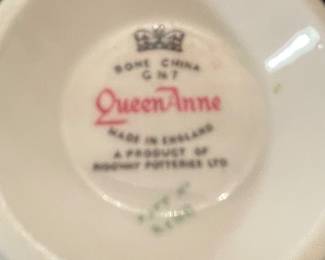 BONE CHINA
G N 7
Queen Anne
MADE IN ENGLAND
A PRODUCT OF
RIDGWAY POTTERIES LTD